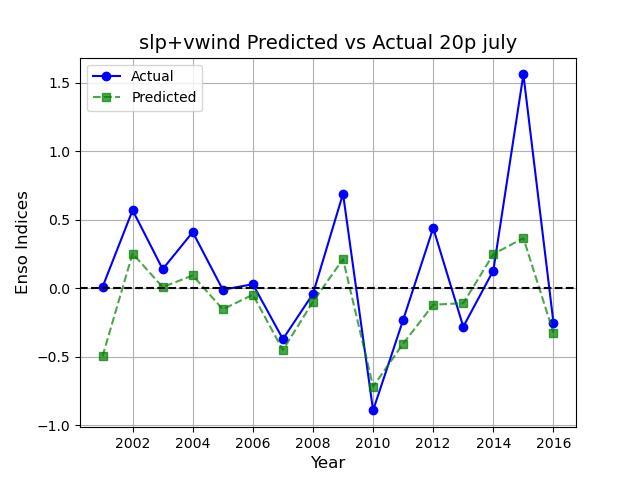 slp+vwind Predicted vs Actual 20p july
Actual
Predicted
1.5
1.0
0.5
0.0
−0.5
−1.0
Enso Indices
2002 2004 2006 2008 2010 2012 2014 2016
Year